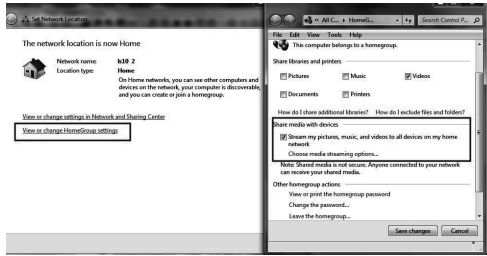 Set Network Location
The network location is now Home
Network name: h10 2
Location type: Home
On Home networks, you can see other computers and
devices on the network, your computer is discoverable,
and you can create or join a homegroup.
View or change settings in Network and Sharing Center
View or change HomeGroup settings
« All C... HomeG... Search Control P...
File Edit View Tools Help
This computer belongs to a homegroup.
Share libraries and printers
Pictures Music Videos
Documents Printers
How do I share additional libraries? How do I exclude files and folders?
Share media with devices
Stream my pictures, music, and videos to all devices on my home
network
Choose media streaming options...
Note: Shared media is not secure. Anyone connected to your network
can receive your shared media.
Other homegroup actions
View or print the homegroup password
Change the password...
Leave the homegroup...
Save changes Cancel